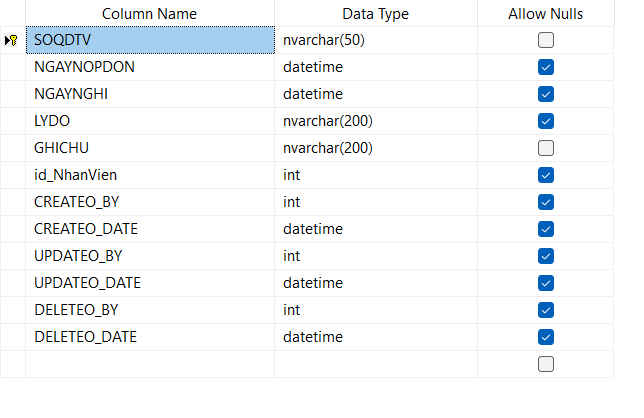 Column Name Data Type Allow Nulls
SOQDTV nvarchar(50)
NGAYNOPDON datetime
NGAYNGHI datetime
LYDO nvarchar(200)
GHICHU nvarchar(200)
id_NhanVien int
CREATEO_BY int
CREATEO_DATE datetime
UPDATEO_BY int
UPDATEO_DATE datetime
DELETEO_BY int
DELETEO_DATE datetime